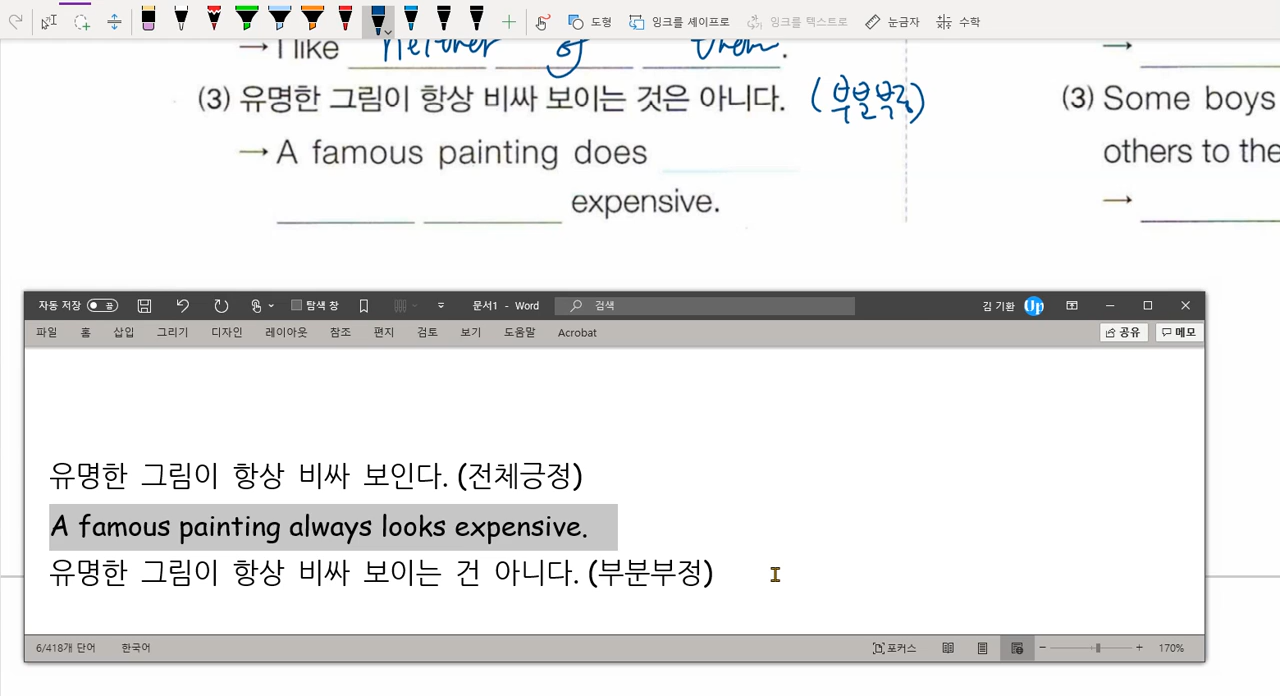 도형
잉크를 셰이프로
잉크를 텍스트로
눈금자
수학
→ I like neither of them.
(3) 유명한 그림이 항상 비싸 보이는 것은 아니다. (부분부정)
→ A famous painting does
expensive.
→
(3) Some boys
others to the
→
자동 저장 끔
탐색 창
문서1 - Word
검색
김 기환
Up
파일 홈 삽입 그리기 디자인 레이아웃 참조 편지 검토 보기 도움말 Acrobat
공유 메모
유명한 그림이 항상 비싸 보인다. (전체긍정)
A famous painting always looks expensive.
유명한 그림이 항상 비싸 보이는 건 아니다. (부분부정)
6/418개 단어 한국어
포커스
170%